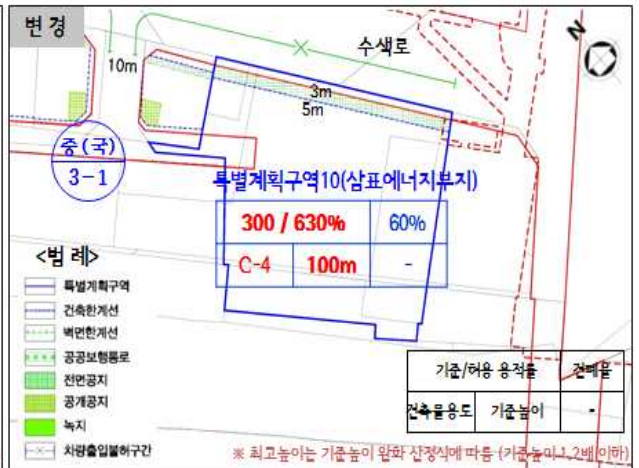 변 경
수색로
N
10m
3m
5m
중(국)
3-1
특별계획구역10(삼표에너지부지)
300 / 630% 60%
C-4 100m -
<범 례>
특별계획구역
건축한계선
벽면한계선
공공보행통로
전면공지
공개공지
녹지
차량출입불허구간
기준/허용 용적률 건폐율
건축물용도 기준높이 -
※ 최고높이는 기준높이 완화 산정식에 따름 (기준높이 1.2배 이하)